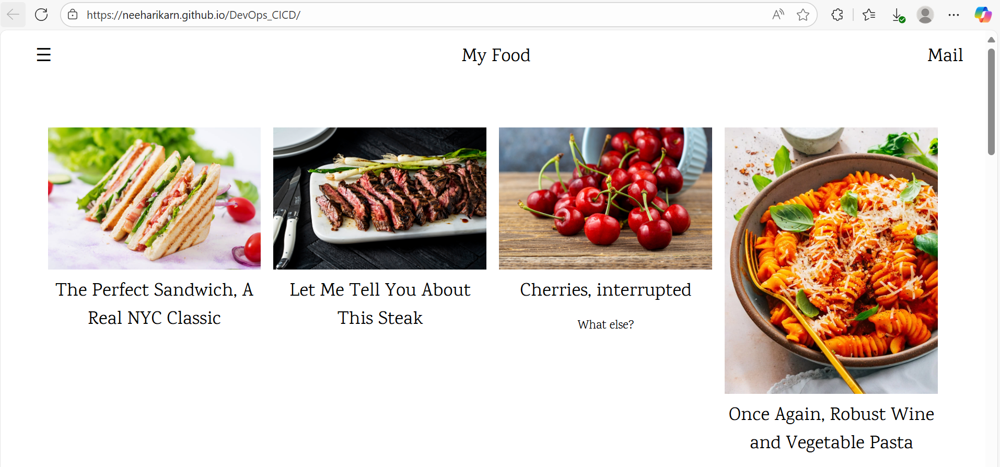 https://neeharikarn.github.io/DevOps_CICD/
My Food
Mail
The Perfect Sandwich, A
Real NYC Classic
Let Me Tell You About
This Steak
Cherries, interrupted
What else?
Once Again, Robust Wine
and Vegetable Pasta